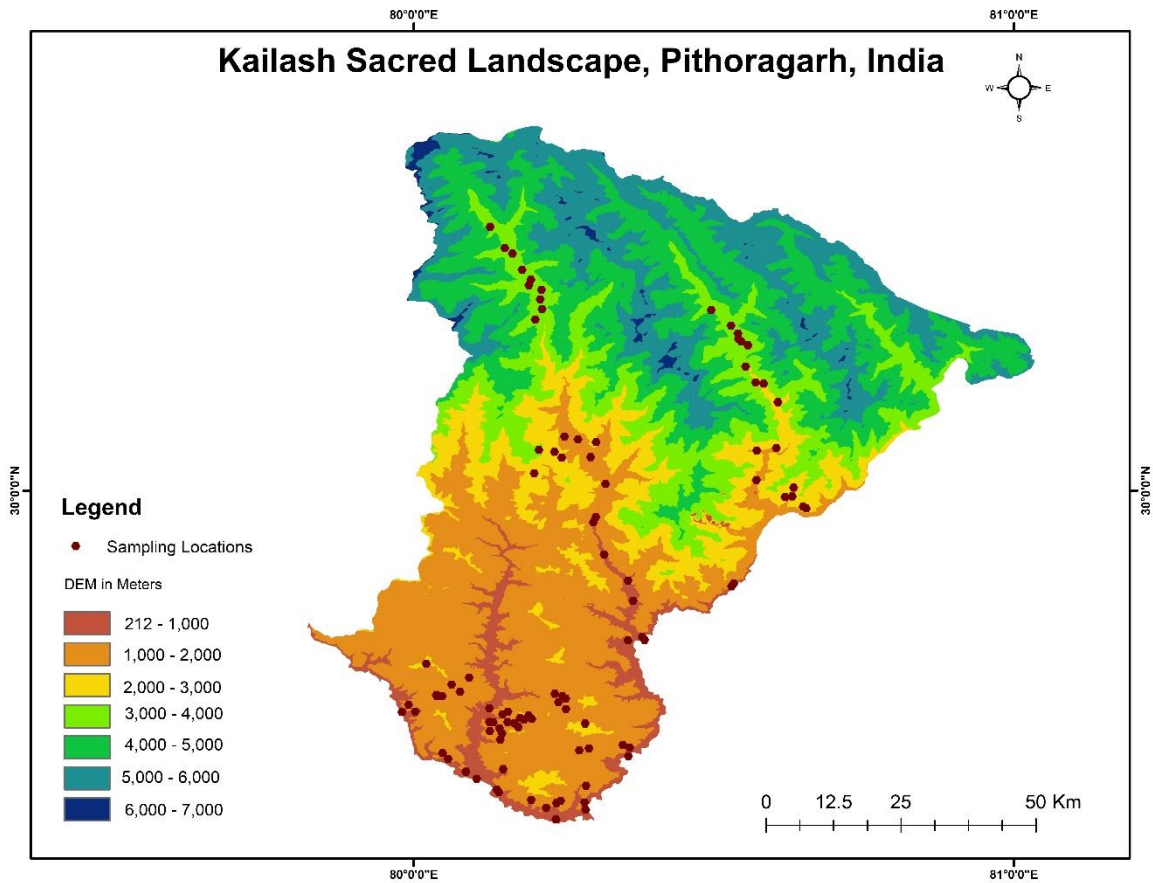 80°0'0"E
81°0'0"E
Kailash Sacred Landscape, Pithoragarh, India
N
W
E
S
30°0'0"N
30°0'0"N
Legend
Sampling Locations
DEM in Meters
212 - 1,000
1,000 - 2,000
2,000 - 3,000
3,000 - 4,000
4,000 - 5,000
5,000 - 6,000
6,000 - 7,000
0 12.5 25 50 Km
80°0'0"E
81°0'0"E